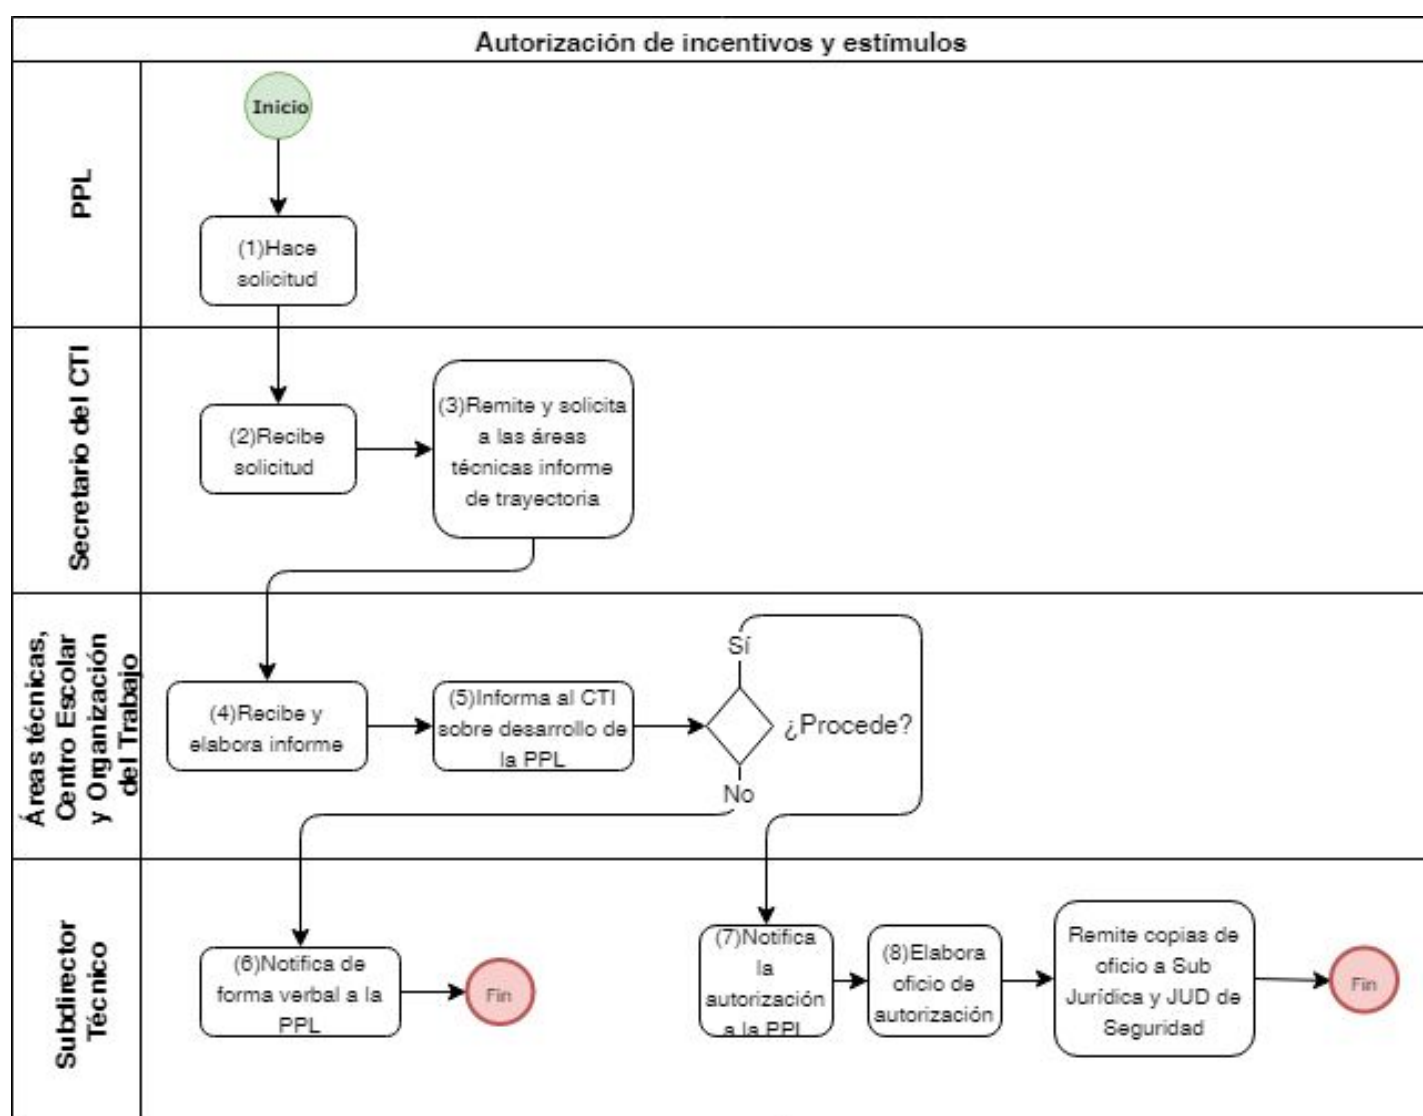 Autorización de incentivos y estímulos
PPL
Inicio
(1)Hace
solicitud
Secretario del CTI
(2)Recibe
solicitud
(3)Remite y solicita
a las áreas
técnicas informe
de trayectoria
Áreas técnicas,
Centro Escolar
y Organización
del Trabajo
(4)Recibe y
elabora informe
(5)Informa al CTI
sobre desarrollo de
la PPL
Sí
¿Procede?
No
Subdirector
Técnico
(6)Notifica de
forma verbal a la
PPL
Fin
(7)Notifica
la
autorización
a la PPL
(8)Elabora
oficio de
autorización
Remite copias de
oficio a Sub
Jurídica y JUD de
Seguridad
Fin